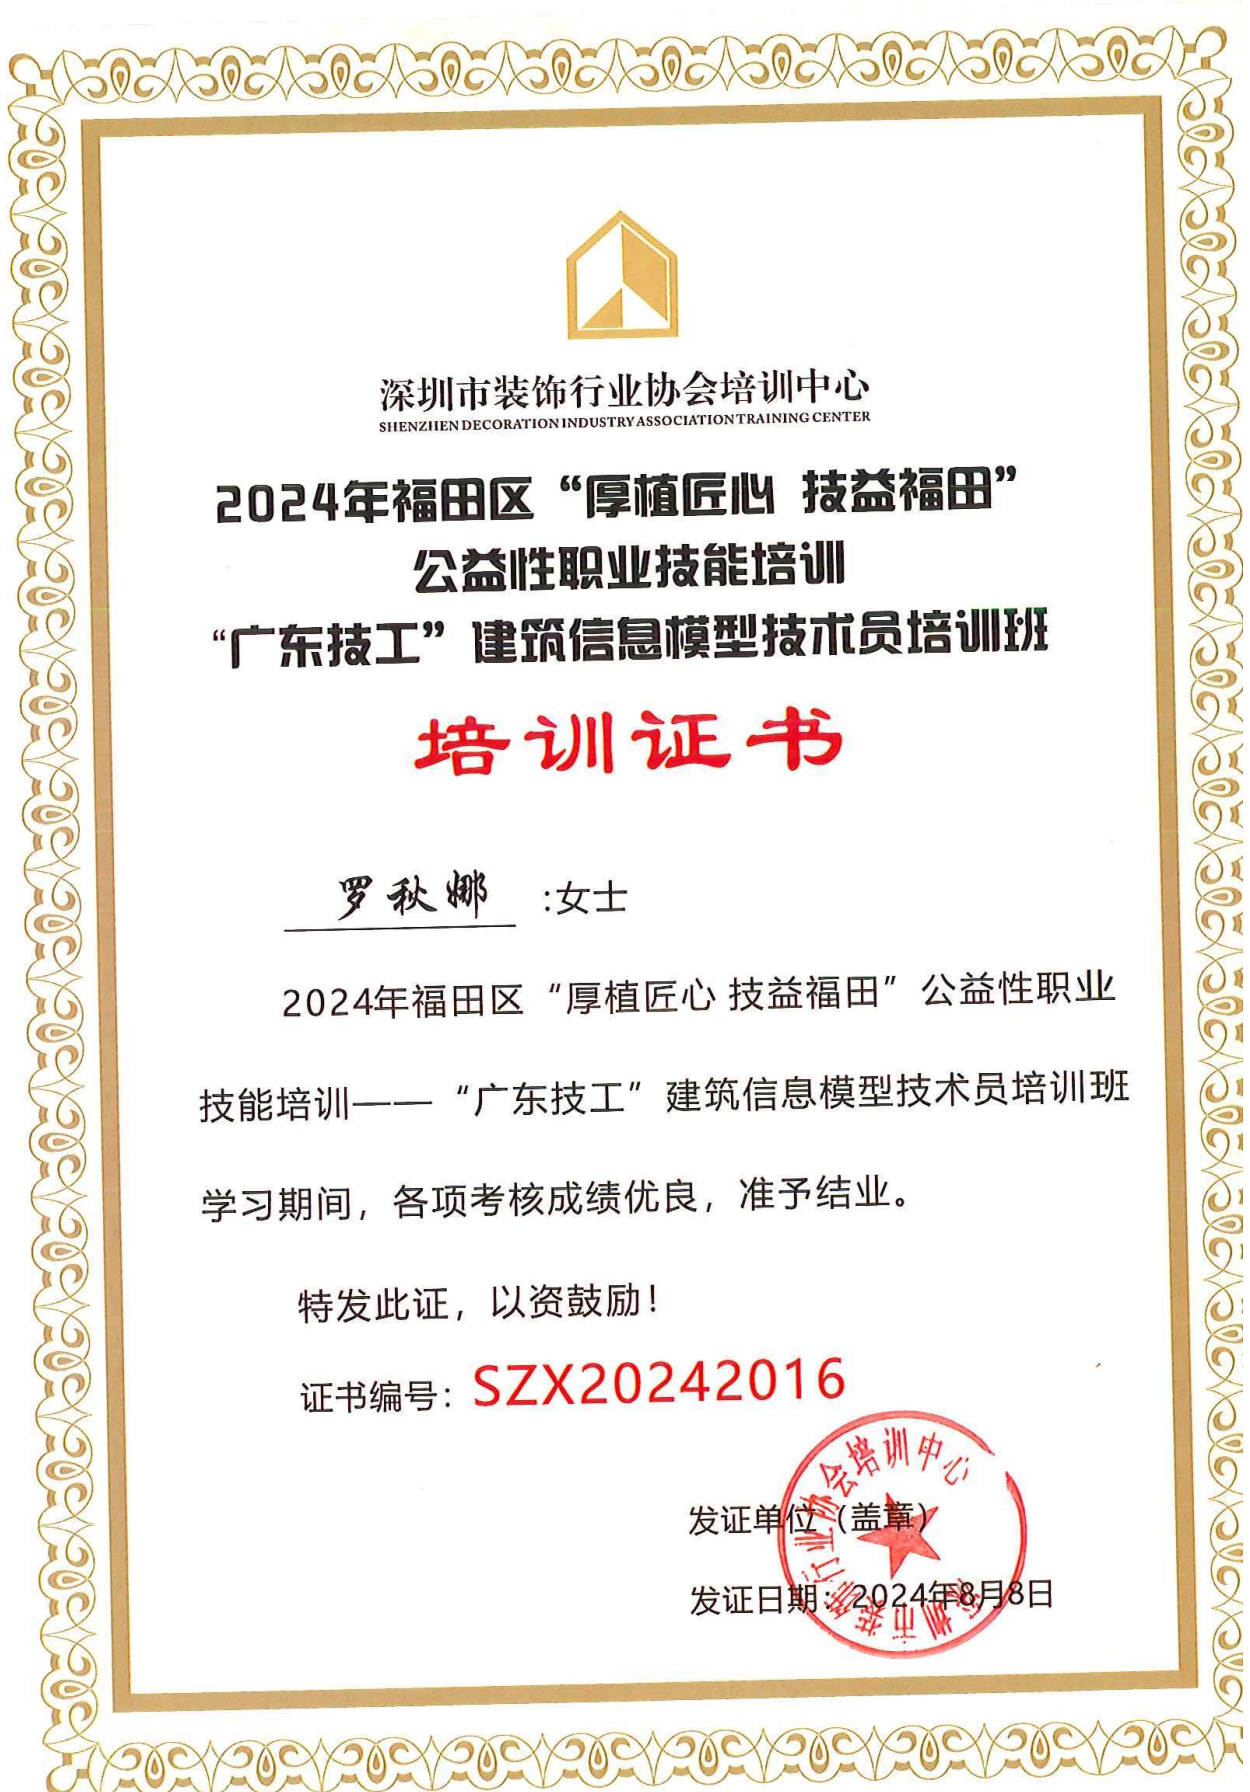 深圳市装饰行业协会培训中心
SHENZHEN DECORATION INDUSTRY ASSOCIATION TRAINING CENTER
2024年福田区“厚植匠心 技益福田”
公益性职业技能培训
“广东技工”建筑信息模型技术员培训班
培训证书
罗秋娜 :女士
2024年福田区“厚植匠心 技益福田”公益性职业
技能培训——“广东技工”建筑信息模型技术员培训班
学习期间，各项考核成绩优良，准予结业。
特发此证，以资鼓励！
证书编号：SZX20242016
发证单位（盖章）
发证日期：2024年8月8日
深圳市装饰行业协会培训中心